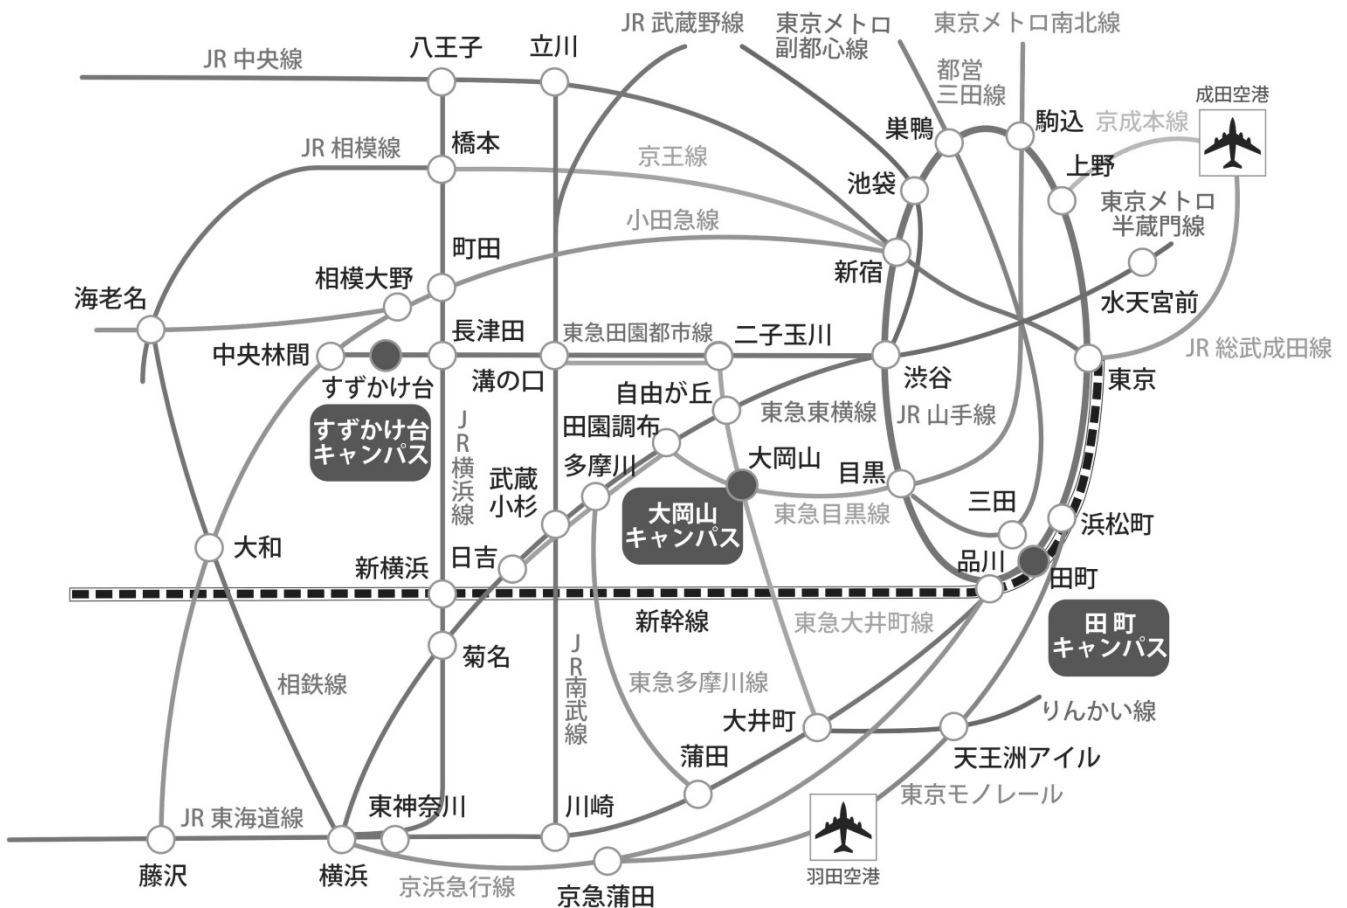 JR 中央線
八王子
立川
JR 武蔵野線
東京メトロ
副都心線
東京メトロ南北線
都営
三田線
成田空港
京成本線
巣鴨
駒込
上野
橋本
JR 相模線
京王線
池袋
東京メトロ
半蔵門線
小田急線
町田
新宿
相模大野
海老名
水天宮前
中央林間
長津田
東急田園都市線
二子玉川
JR 総武成田線
すずかけ台
溝の口
渋谷
東京
すずかけ台
キャンパス
自由が丘
東急東横線
JR 山手線
田園調布
JR横浜線
多摩川
大岡山
目黒
武蔵
小杉
三田
大岡山
キャンパス
東急目黒線
浜松町
大和
日吉
新横浜
品川
田町
新幹線
東急大井町線
田 町
キャンパス
菊名
JR南武線
相鉄線
東急多摩川線
大井町
りんかい線
蒲田
天王洲アイル
東京モノレール
JR 東海道線
東神奈川
川崎
藤沢
横浜
京浜急行線
京急蒲田
羽田空港